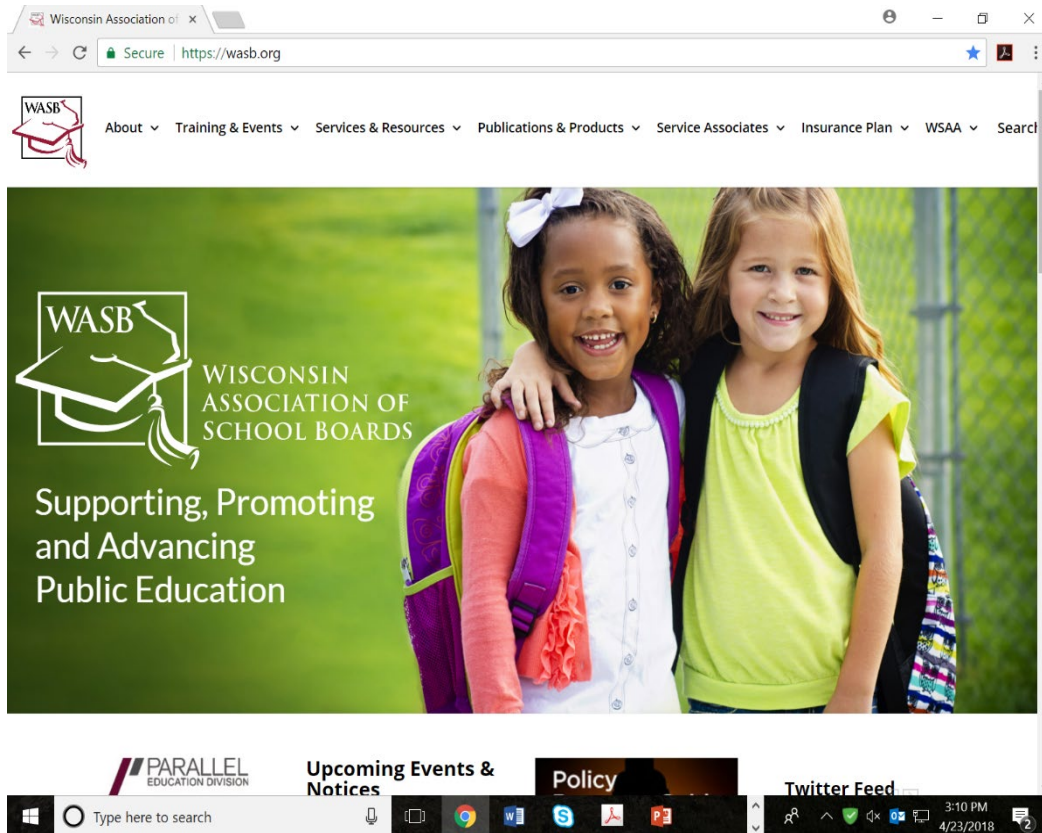 Wisconsin Association of
Secure | https://wasb.org
WASB
About Training & Events Services & Resources Publications & Products Service Associates Insurance Plan WSAA Search
WASB
WISCONSIN
ASSOCIATION OF
SCHOOL BOARDS
Supporting, Promoting
and Advancing
Public Education
PARALLEL
EDUCATION DIVISION
Upcoming Events &
Notices
Policy
Twitter Feed
Type here to search
3:10 PM
4/23/2018
2